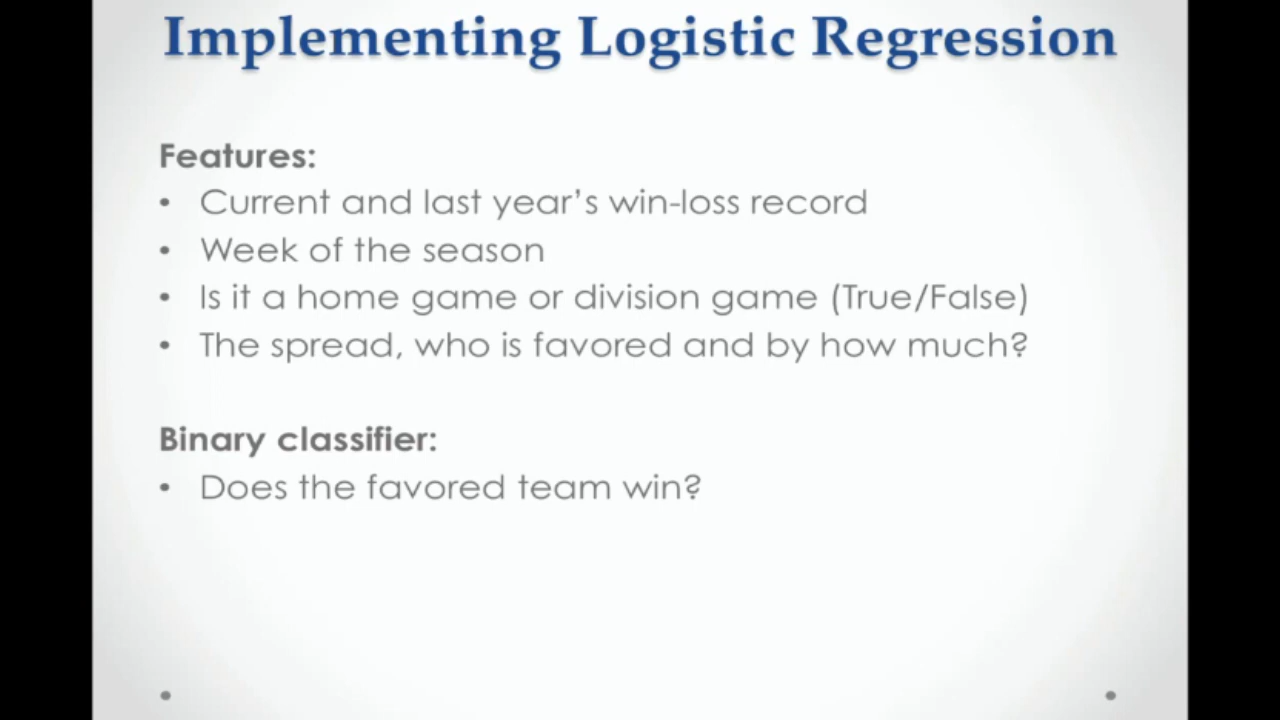 Implementing Logistic Regression
Features:
• Current and last year’s win-loss record
• Week of the season
• Is it a home game or division game (True/False)
• The spread, who is favored and by how much?
Binary classifier:
• Does the favored team win?